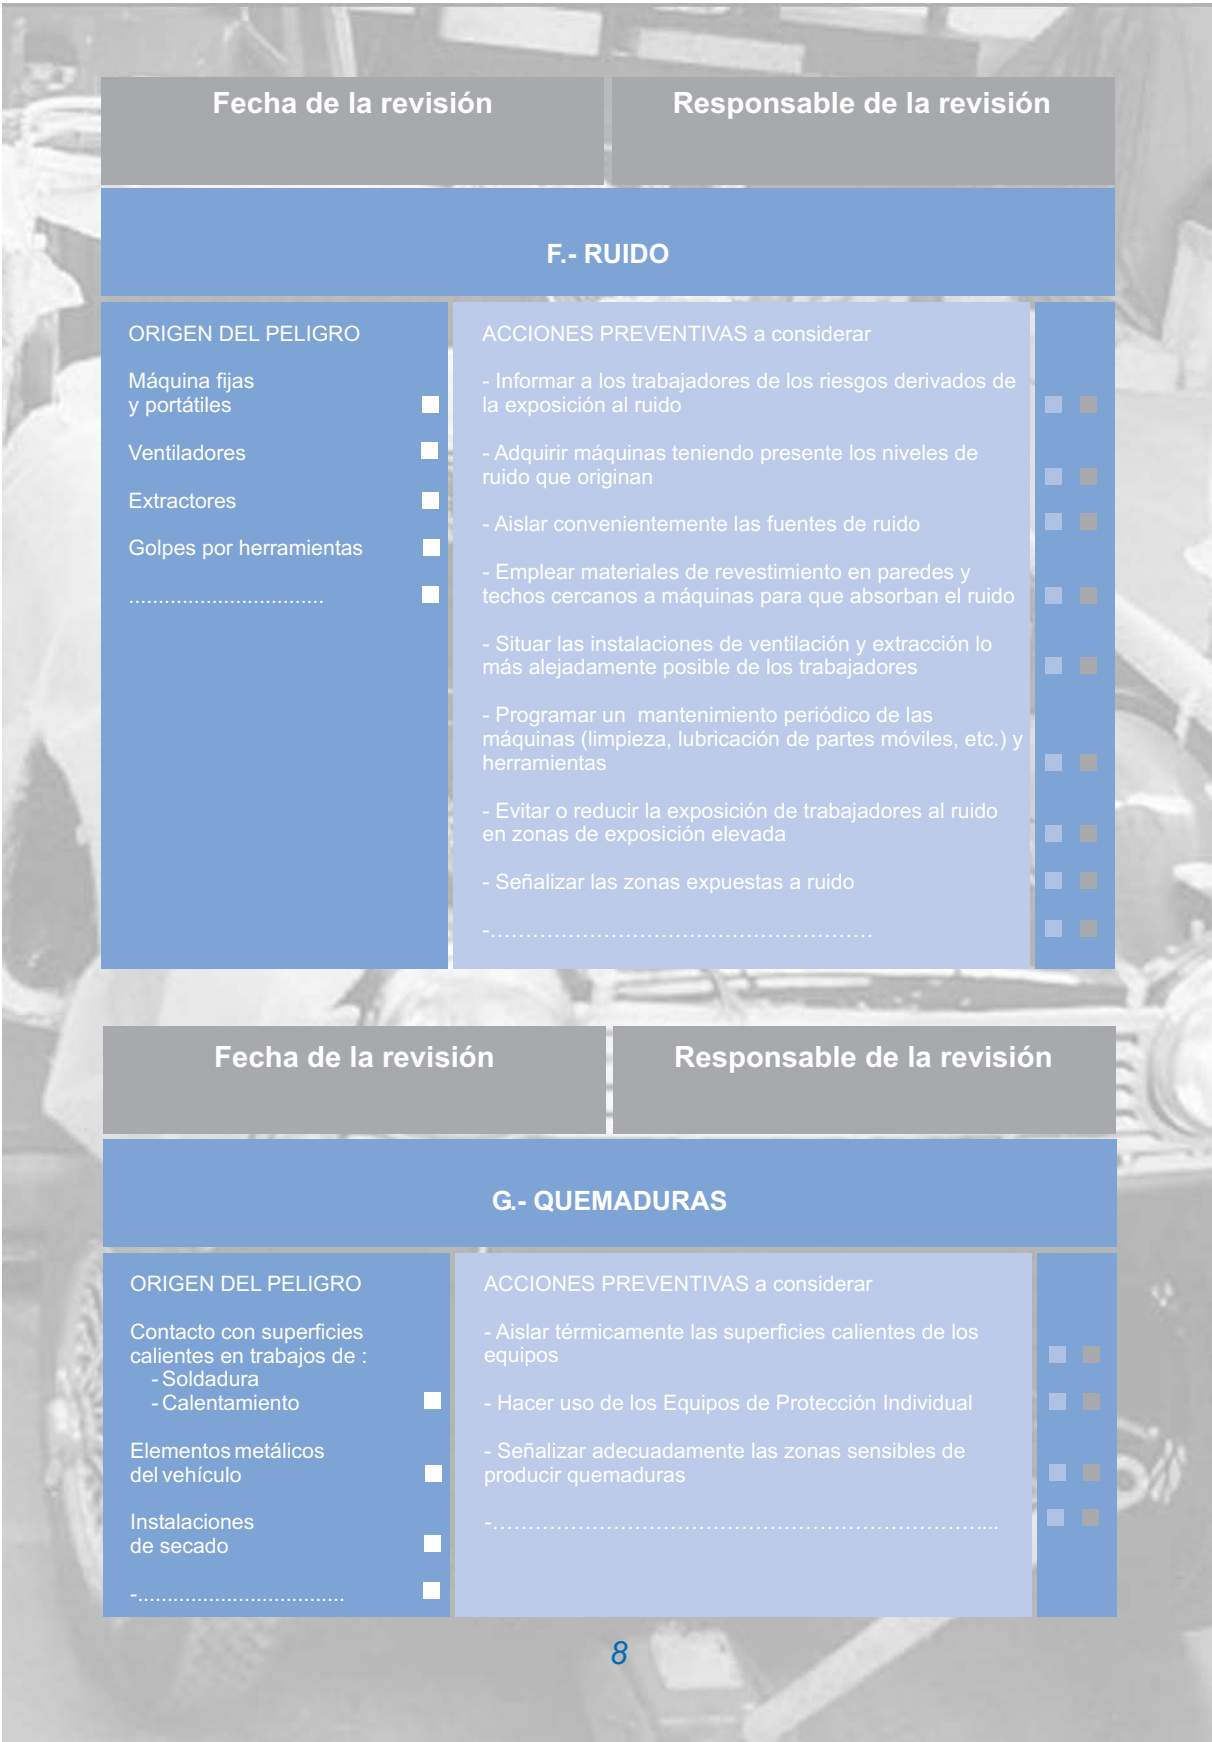 Fecha de la revisión
Responsable de la revisión
F.- RUIDO
ORIGEN DEL PELIGRO
Máquina fijas
y portátiles
Ventiladores
Extractores
Golpes por herramientas
.................................
ACCIONES PREVENTIVAS a considerar
- Informar a los trabajadores de los riesgos derivados de
la exposición al ruido
- Adquirir máquinas teniendo presente los niveles de
ruido que originan
- Aislar convenientemente las fuentes de ruido
- Emplear materiales de revestimiento en paredes y
techos cercanos a máquinas para que absorban el ruido
- Situar las instalaciones de ventilación y extracción lo
más alejadamente posible de los trabajadores
- Programar un mantenimiento periódico de las
máquinas (limpieza, lubricación de partes móviles, etc.) y
herramientas
- Evitar o reducir la exposición de trabajadores al ruido
en zonas de exposición elevada
- Señalizar las zonas expuestas a ruido
-………………………………………………
Fecha de la revisión
Responsable de la revisión
G.- QUEMADURAS
ORIGEN DEL PELIGRO
Contacto con superficies
calientes en trabajos de :
- Soldadura
- Calentamiento
Elementos metálicos
del vehículo
Instalaciones
de secado
-...................................
ACCIONES PREVENTIVAS a considerar
- Aislar térmicamente las superficies calientes de los
equipos
- Hacer uso de los Equipos de Protección Individual
- Señalizar adecuadamente las zonas sensibles de
producir quemaduras
-……………………………………………………………...
8